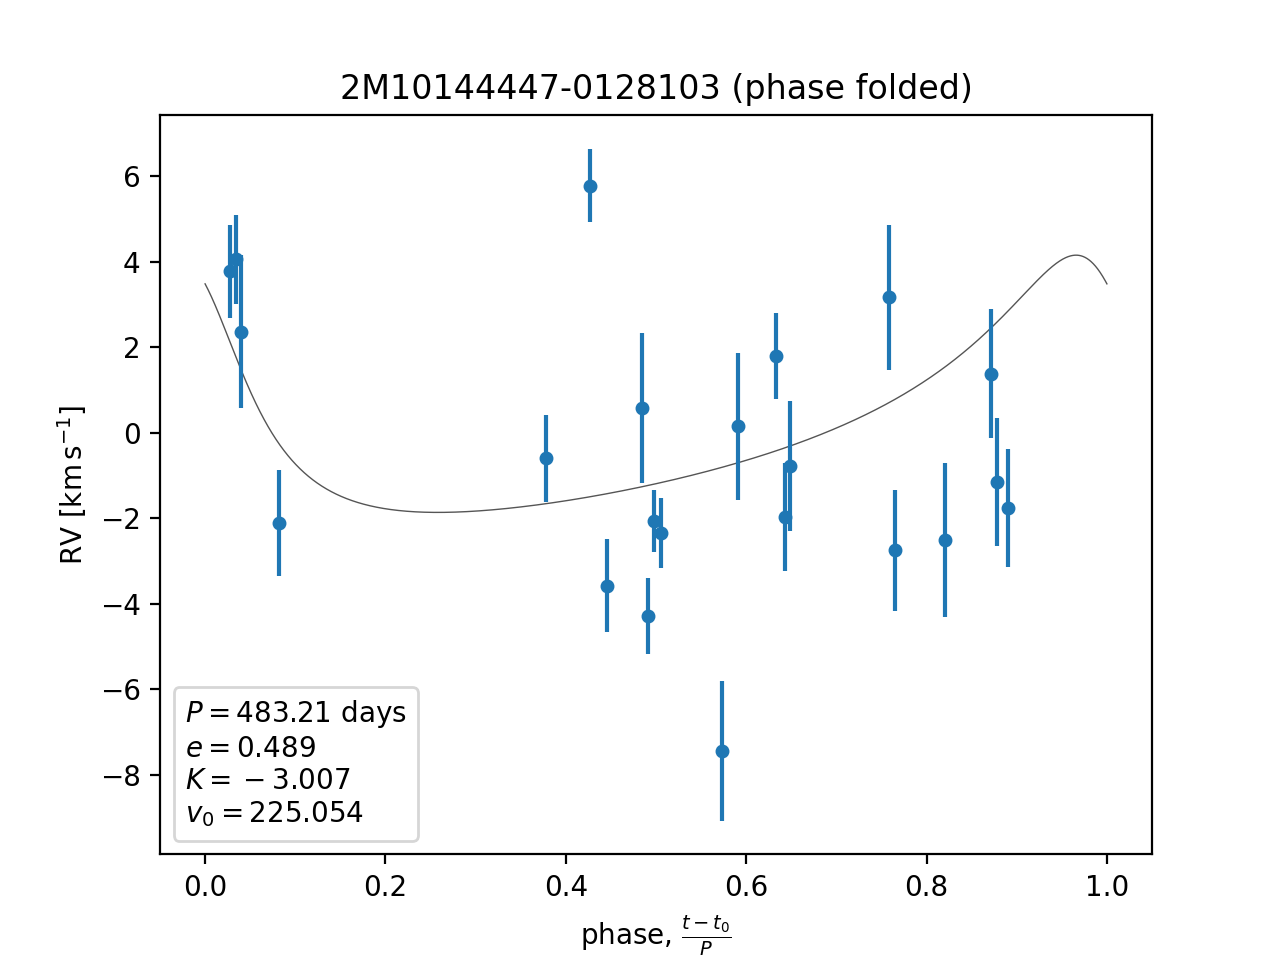 2M10144447-0128103 (phase folded)
RV [km s⁻¹]
6
4
2
0
−2
−4
−6
−8
P = 483.21 days
e = 0.489
K = −3.007
v₀ = 225.054
0.0 0.2 0.4 0.6 0.8 1.0
phase, (t − t₀)/P